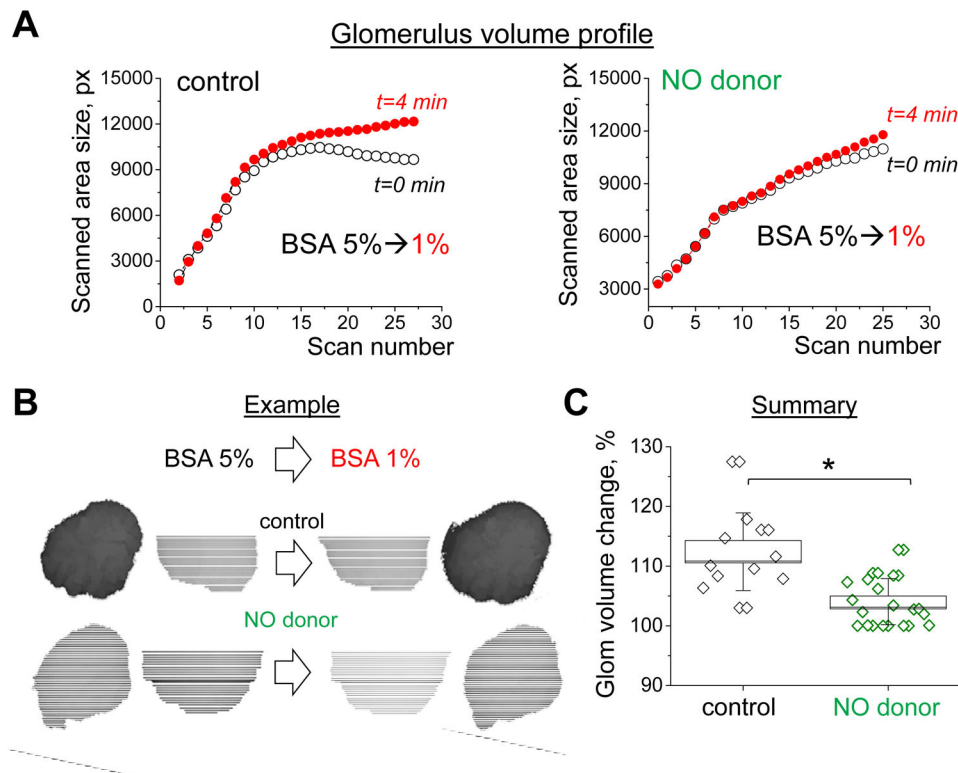 A
Glomerulus volume profile
control
Scanned area size, px
15000
12000
9000
6000
3000
0
t=4 min
t=0 min
BSA 5%→1%
0 5 10 15 20 25 30
Scan number
NO donor
Scanned area size, px
15000
12000
9000
6000
3000
t=4 min
t=0 min
BSA 5%→1%
0 5 10 15 20 25 30
Scan number
B
Example
BSA 5% BSA 1%
control
NO donor
C
Summary
Glom volume change, %
130
120
110
100
90
*
control NO donor